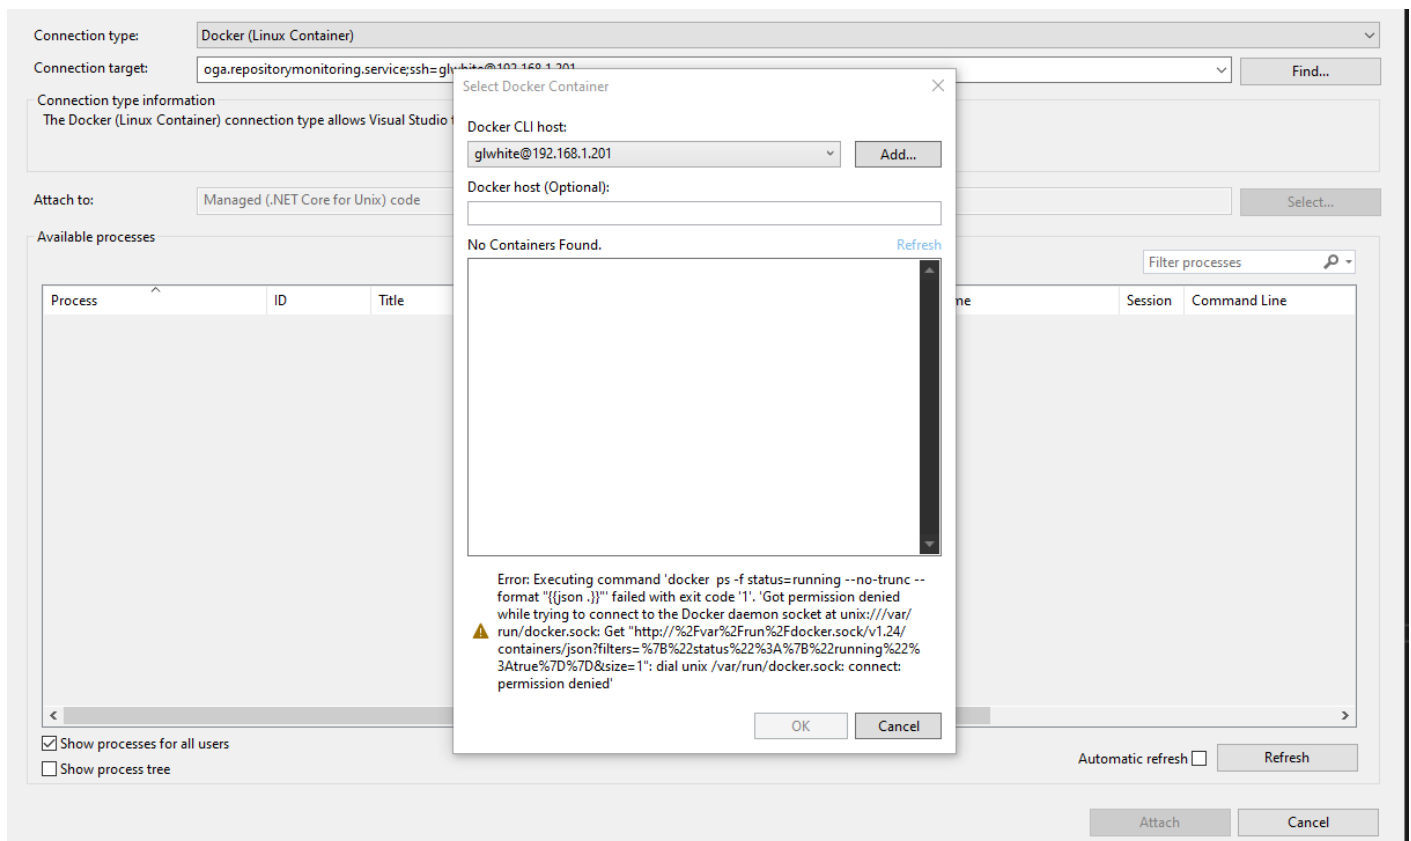 Connection type:
Docker (Linux Container)
Connection target:
oga.repositorymonitoring.service;ssh=glwhite@192.168.1.201
Find...
Connection type information
The Docker (Linux Container) connection type allows Visual Studio
Attach to:
Managed (.NET Core for Unix) code
Select...
Available processes
Filter processes
Process
ID
Title
Session
Command Line
Select Docker Container
Docker CLI host:
glwhite@192.168.1.201
Add...
Docker host (Optional):
No Containers Found.
Refresh
Error: Executing command 'docker ps -f status=running --no-trunc --
format "{{json .}}"' failed with exit code '1'. 'Got permission denied
while trying to connect to the Docker daemon socket at unix:///var/
run/docker.sock: Get "http://%2Fvar%2Frun%2Fdocker.sock/v1.24/
containers/json?filters=%7B%22status%22%3A%7B%22running%22%
3Atrue%7D%7D&size=1": dial unix /var/run/docker.sock: connect:
permission denied'
OK
Cancel
Show processes for all users
Show process tree
Automatic refresh
Refresh
Attach
Cancel